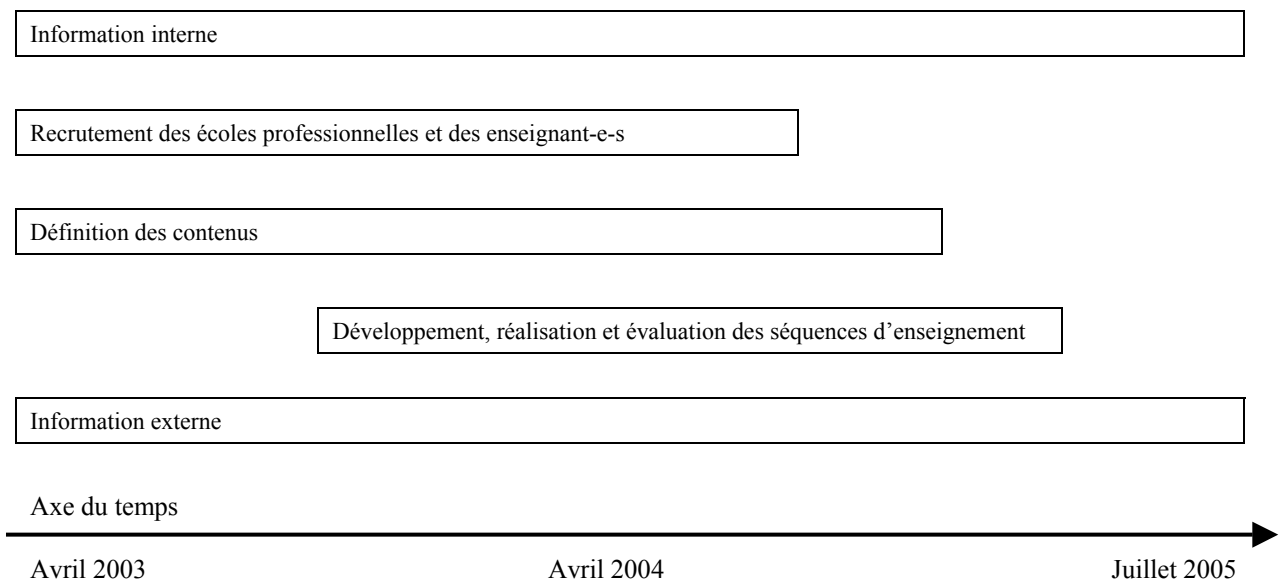 Information interne
Recrutement des écoles professionnelles et des enseignant-e-s
Définition des contenus
Développement, réalisation et évaluation des séquences d’enseignement
Information externe
Axe du temps
Avril 2003 Avril 2004 Juillet 2005